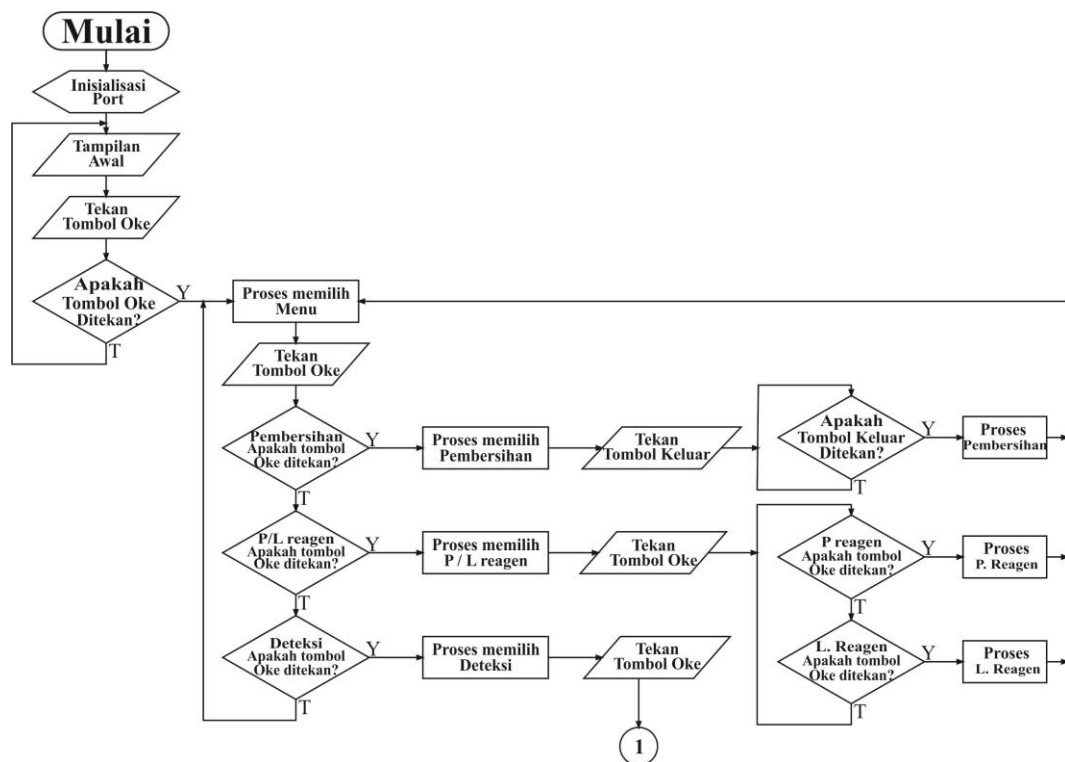 Mulai
Inisialisasi
Port
Tampilan
Awal
Tekan
Tombol Oke
Apakah
Tombol Oke
Ditekan?
Y
T
Proses memilih
Menu
Tekan
Tombol Oke
Pembersihan
Apakah tombol
Oke ditekan?
Y
T
Proses memilih
Pembersihan
Tekan
Tombol Keluar
Apakah
Tombol Keluar
Ditekan?
Y
T
Proses
Pembersihan
P/L reagen
Apakah tombol
Oke ditekan?
Y
T
Proses memilih
P / L reagen
Tekan
Tombol Oke
P reagen
Apakah tombol
Oke ditekan?
Y
T
Proses
P. Reagen
Deteksi
Apakah tombol
Oke ditekan?
Y
T
Proses memilih
Deteksi
Tekan
Tombol Oke
1
L. Reagen
Apakah tombol
Oke ditekan?
Y
T
Proses
L. Reagen